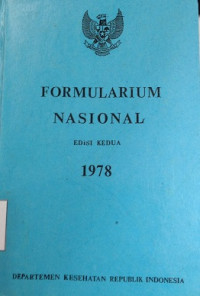 FORMULARIUM
NASIONAL
EDISI KEDUA
1978
DEPARTEMEN KESEHATAN REPUBLIK INDONESIA